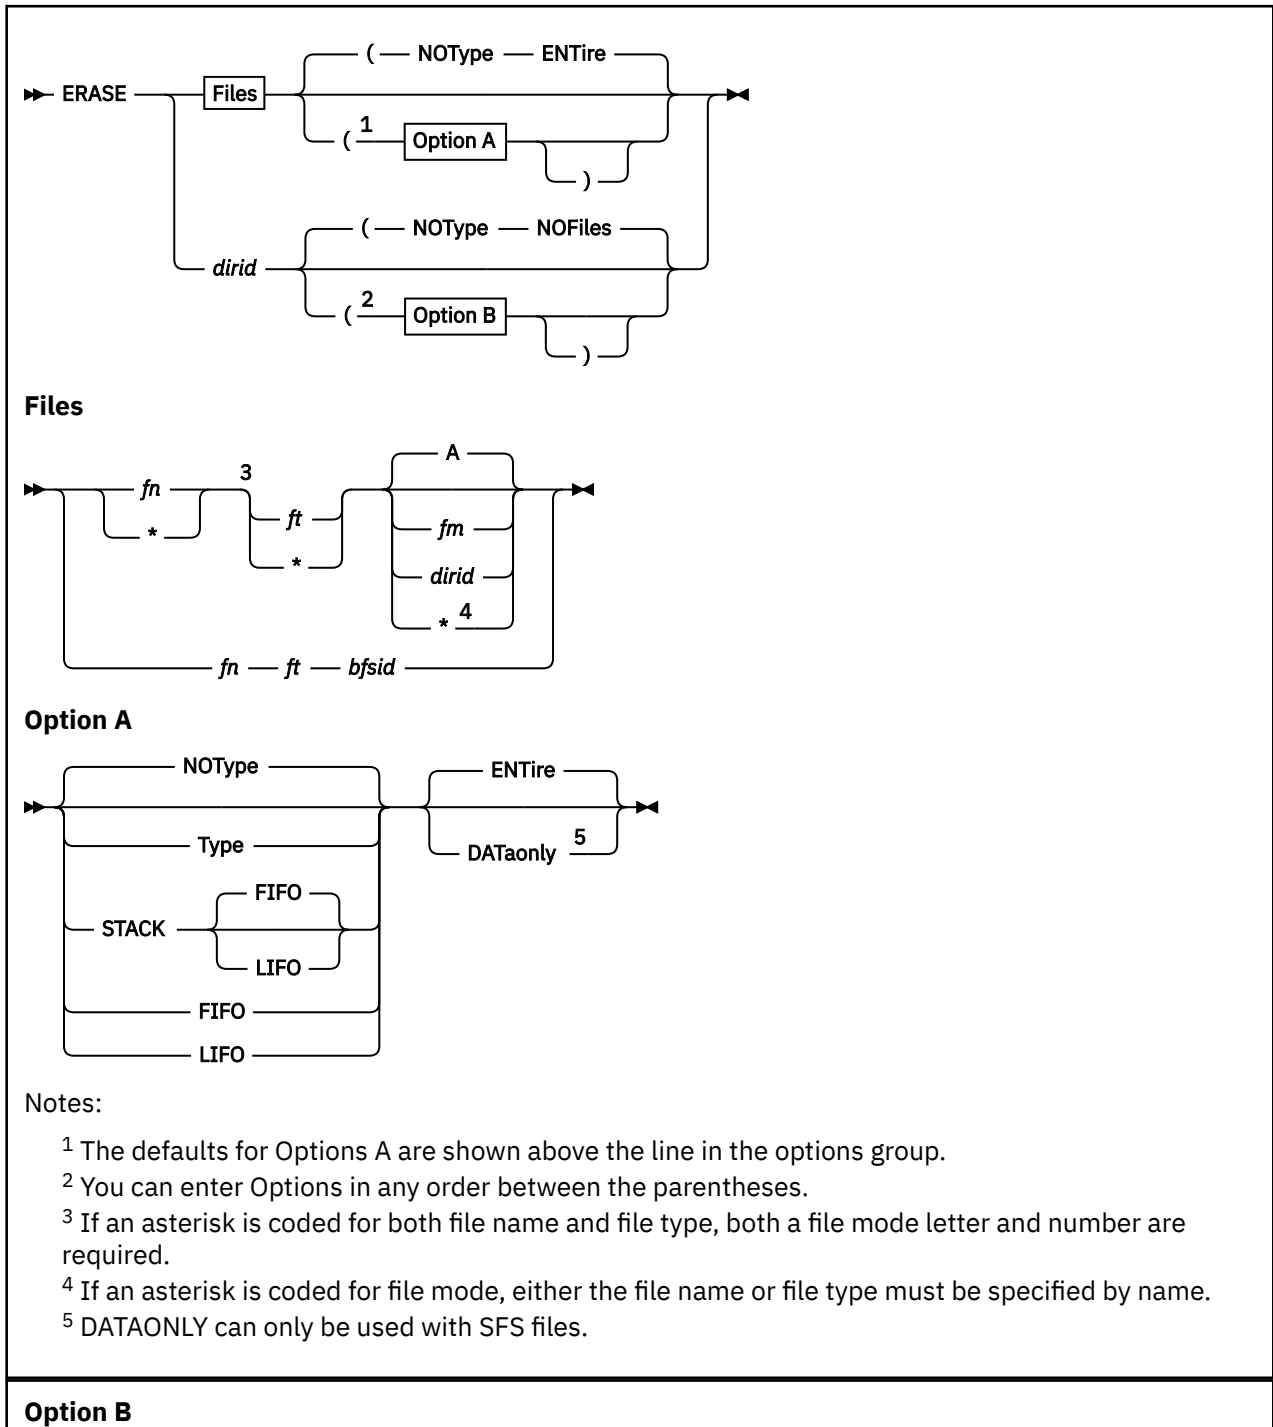 ( NOType ENTire
ERASE Files
( 1 Option A
)
( NOType NOFiles
dirid
( 2 Option B
)
Files
A
fn 3
ft
fm
*
*
dirid
* 4
fn ft bfsid
Option A
NOType
ENTire
Type
DATaonly 5
FIFO
STACK
LIFO
FIFO
LIFO
Notes:
1 The defaults for Options A are shown above the line in the options group.
2 You can enter Options in any order between the parentheses.
3 If an asterisk is coded for both file name and file type, both a file mode letter and number are
required.
4 If an asterisk is coded for file mode, either the file name or file type must be specified by name.
5 DATAONLY can only be used with SFS files.
Option B